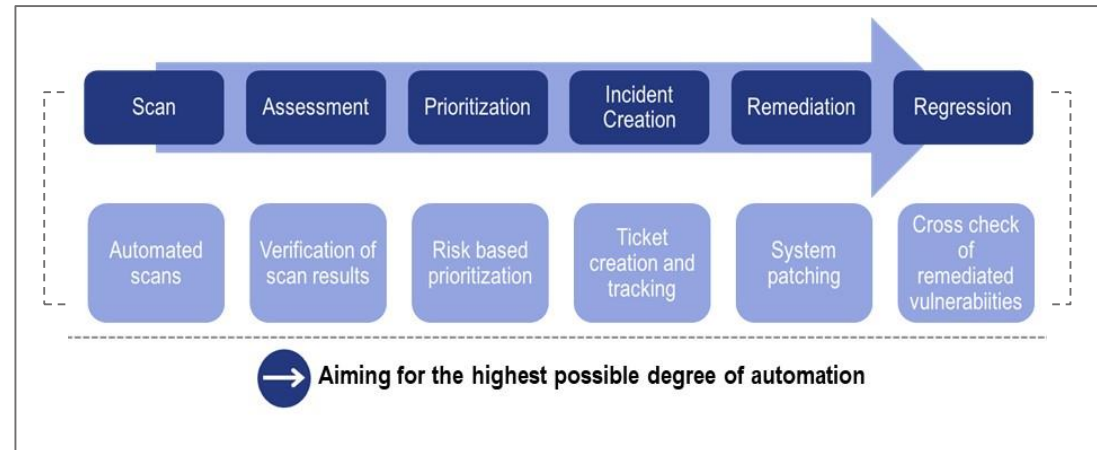 Scan
Assessment
Prioritization
Incident
Creation
Remediation
Regression
Automated
scans
Verification of
scan results
Risk based
prioritization
Ticket
creation and
tracking
System
patching
Cross check
of
remediated
vulnerabiities
Aiming for the highest possible degree of automation